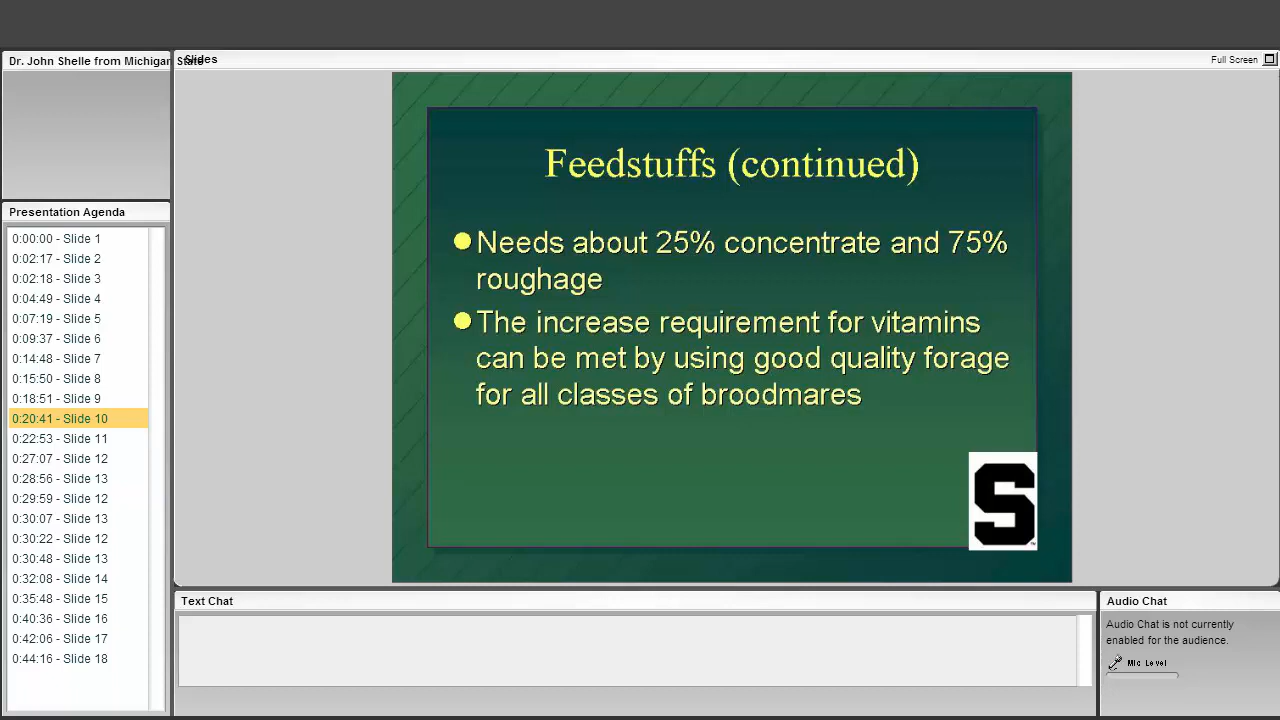 Dr. John Shelle from Michigan State
Slides
Full Screen
Presentation Agenda
0:00:00 - Slide 1
0:02:17 - Slide 2
0:02:18 - Slide 3
0:04:49 - Slide 4
0:07:19 - Slide 5
0:09:37 - Slide 6
0:14:48 - Slide 7
0:15:50 - Slide 8
0:18:51 - Slide 9
0:20:41 - Slide 10
0:22:53 - Slide 11
0:27:07 - Slide 12
0:28:56 - Slide 13
0:29:59 - Slide 12
0:30:07 - Slide 13
0:30:22 - Slide 12
0:30:48 - Slide 13
0:32:08 - Slide 14
0:35:48 - Slide 15
0:40:36 - Slide 16
0:42:06 - Slide 17
0:44:16 - Slide 18
Feedstuffs (continued)
Needs about 25% concentrate and 75%
roughage
The increase requirement for vitamins
can be met by using good quality forage
for all classes of broodmares
S
Text Chat
Audio Chat
Audio Chat is not currently
enabled for the audience.
Mic Level